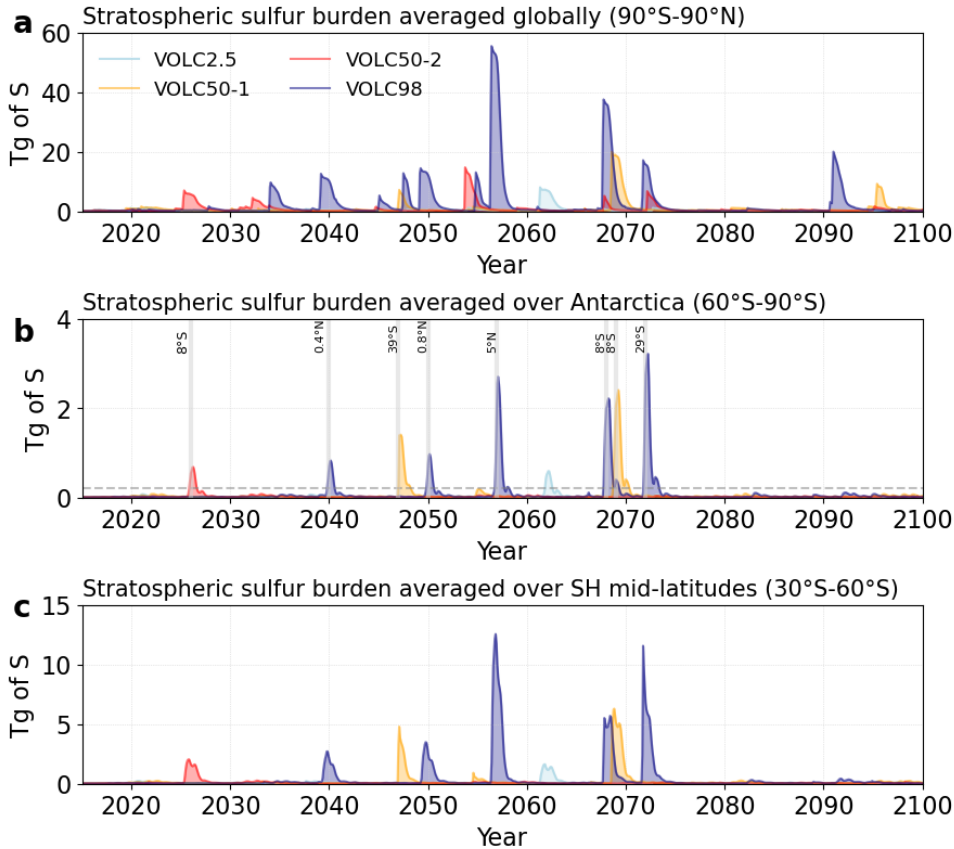 a Stratospheric sulfur burden averaged globally (90°S-90°N)
60
40
20
0
Tg of S
VOLC2.5
VOLC50-1
VOLC50-2
VOLC98
2020 2030 2040 2050 2060 2070 2080 2090 2100
Year
b Stratospheric sulfur burden averaged over Antarctica (60°S-90°S)
4
2
0
Tg of S
8°S 0.4°N 39°S 0.8°N 5°N 8°S 8°S 29°S
2020 2030 2040 2050 2060 2070 2080 2090 2100
Year
c Stratospheric sulfur burden averaged over SH mid-latitudes (30°S-60°S)
15
10
5
0
Tg of S
2020 2030 2040 2050 2060 2070 2080 2090 2100
Year